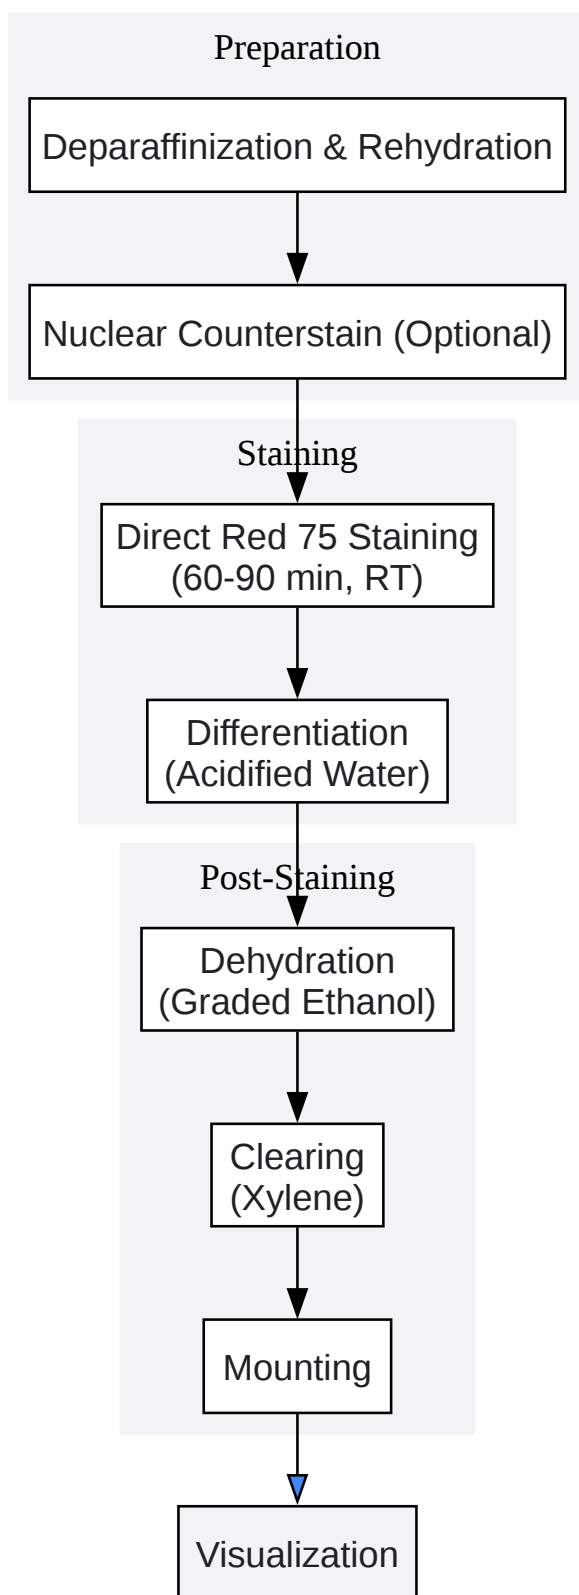 Preparation
Deparaffinization & Rehydration
Nuclear Counterstain (Optional)
Staining
Direct Red 75 Staining
(60-90 min, RT)
Differentiation
(Acidified Water)
Post-Staining
Dehydration
(Graded Ethanol)
Clearing
(Xylene)
Mounting
Visualization